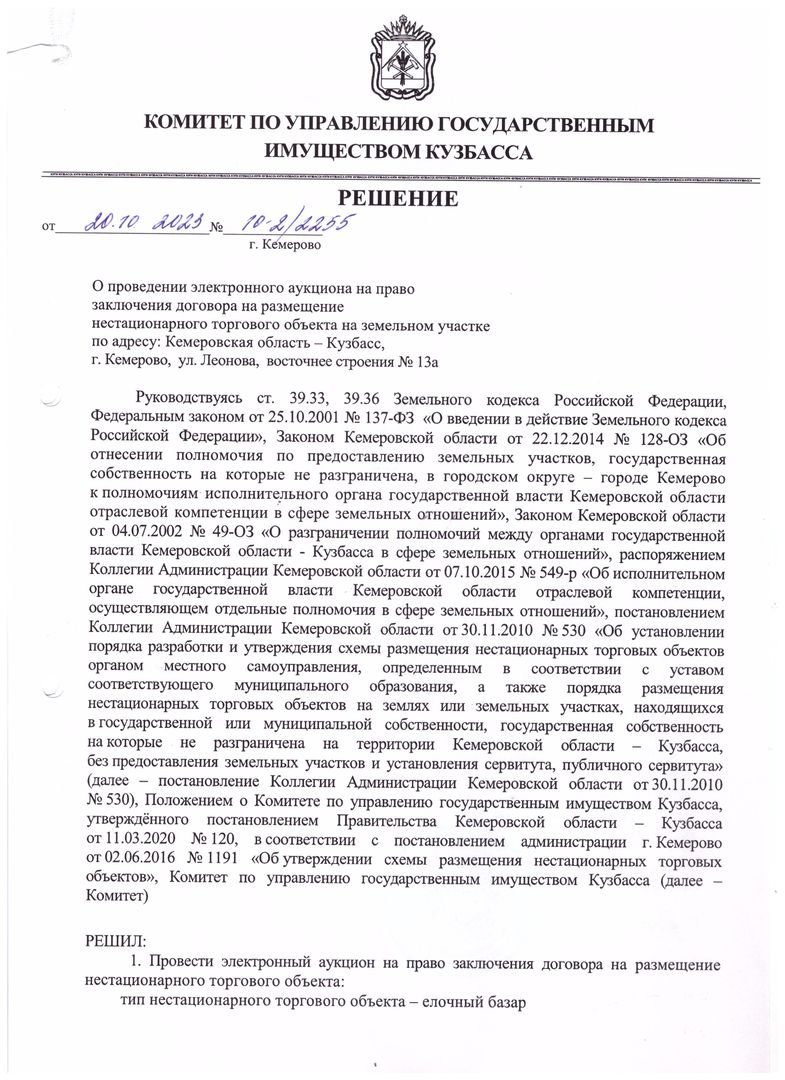 КОМИТЕТ ПО УПРАВЛЕНИЮ ГОСУДАРСТВЕННЫМ
ИМУЩЕСТВОМ КУЗБАССА
РЕШЕНИЕ
от 20.10 2023 № 10-2/2255
г. Кемерово
О проведении электронного аукциона на право
заключения договора на размещение
нестационарного торгового объекта на земельном участке
по адресу: Кемеровская область – Кузбасс,
г. Кемерово, ул. Леонова, восточнее строения № 13а
Руководствуясь ст. 39.33, 39.36 Земельного кодекса Российской Федерации,
Федеральным законом от 25.10.2001 № 137-ФЗ «О введении в действие Земельного кодекса
Российской Федерации», Законом Кемеровской области от 22.12.2014 № 128-ОЗ «Об
отнесении полномочия по предоставлению земельных участков, государственная
собственность на которые не разграничена, в городском округе – городе Кемерово
к полномочиям исполнительного органа государственной власти Кемеровской области
отраслевой компетенции в сфере земельных отношений», Законом Кемеровской области
от 04.07.2002 № 49-ОЗ «О разграничении полномочий между органами государственной
власти Кемеровской области - Кузбасса в сфере земельных отношений», распоряжением
Коллегии Администрации Кемеровской области от 07.10.2015 № 549-р «Об исполнительном
органе государственной власти Кемеровской области отраслевой компетенции,
осуществляющем отдельные полномочия в сфере земельных отношений», постановлением
Коллегии Администрации Кемеровской области от 30.11.2010 № 530 «Об установлении
порядка разработки и утверждения схемы размещения нестационарных торговых объектов
органом местного самоуправления, определенным в соответствии с уставом
соответствующего муниципального образования, а также порядка размещения
нестационарных торговых объектов на землях или земельных участках, находящихся
в государственной или муниципальной собственности, государственная собственность
на которые не разграничена на территории Кемеровской области – Кузбасса,
без предоставления земельных участков и установления сервитута, публичного сервитута»
(далее – постановление Коллегии Администрации Кемеровской области от 30.11.2010
№ 530), Положением о Комитете по управлению государственным имуществом Кузбасса,
утверждённого постановлением Правительства Кемеровской области – Кузбасса
от 11.03.2020 № 120, в соответствии с постановлением администрации г. Кемерово
от 02.06.2016 № 1191 «Об утверждении схемы размещения нестационарных торговых
объектов», Комитет по управлению государственным имуществом Кузбасса (далее –
Комитет)
РЕШИЛ:
1. Провести электронный аукцион на право заключения договора на размещение
нестационарного торгового объекта:
тип нестационарного торгового объекта – елочный базар